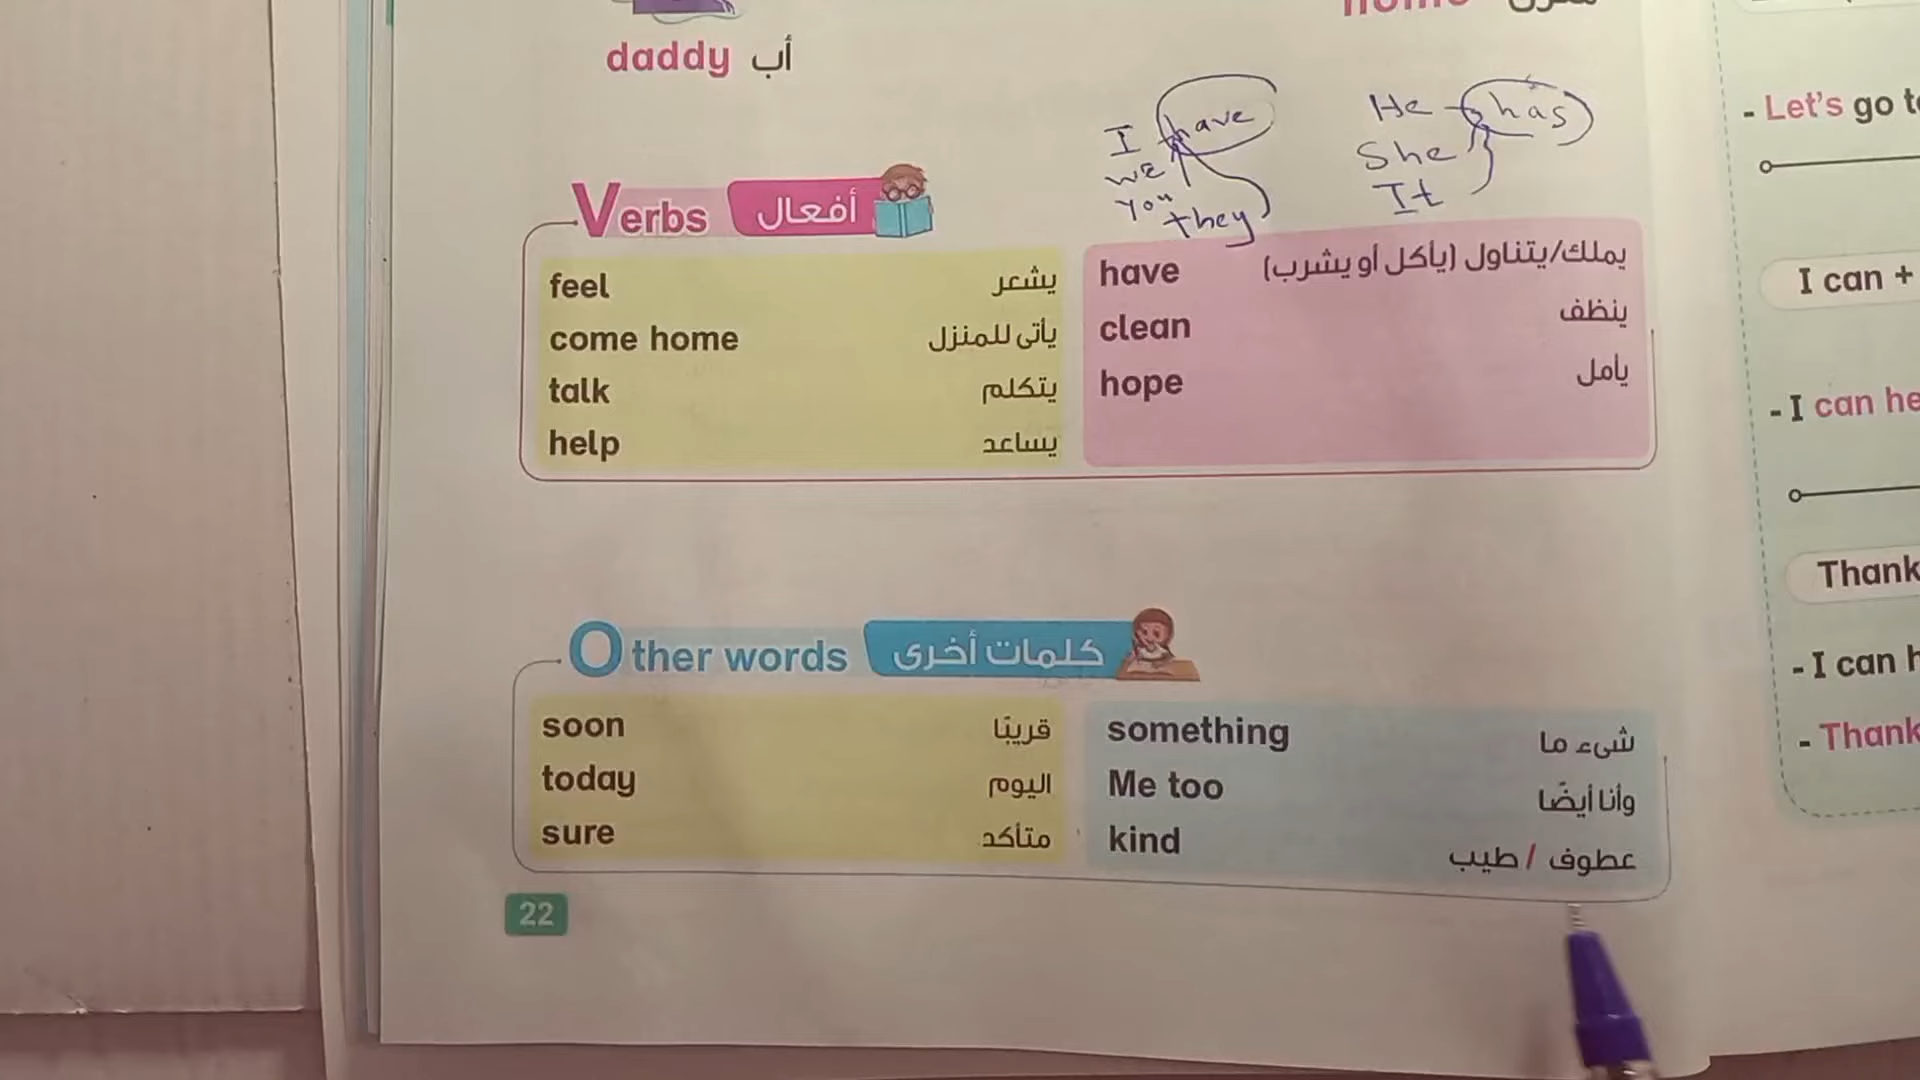 home منزل
daddy أب
I have
we
you
they
He has
She
It
Verbs أفعال
feel يشعر
come home يأتى للمنزل
talk يتكلم
help يساعد
have يملك/يتناول (يأكل أو يشرب)
clean ينظف
hope يأمل
Other words كلمات أخرى
soon قريبًا
today اليوم
sure متأكد
something شىء ما
Me too وأنا أيضًا
kind عطوف / طيب
22
- Let's go
I can +
- I can
Thank
- I can
- Thank